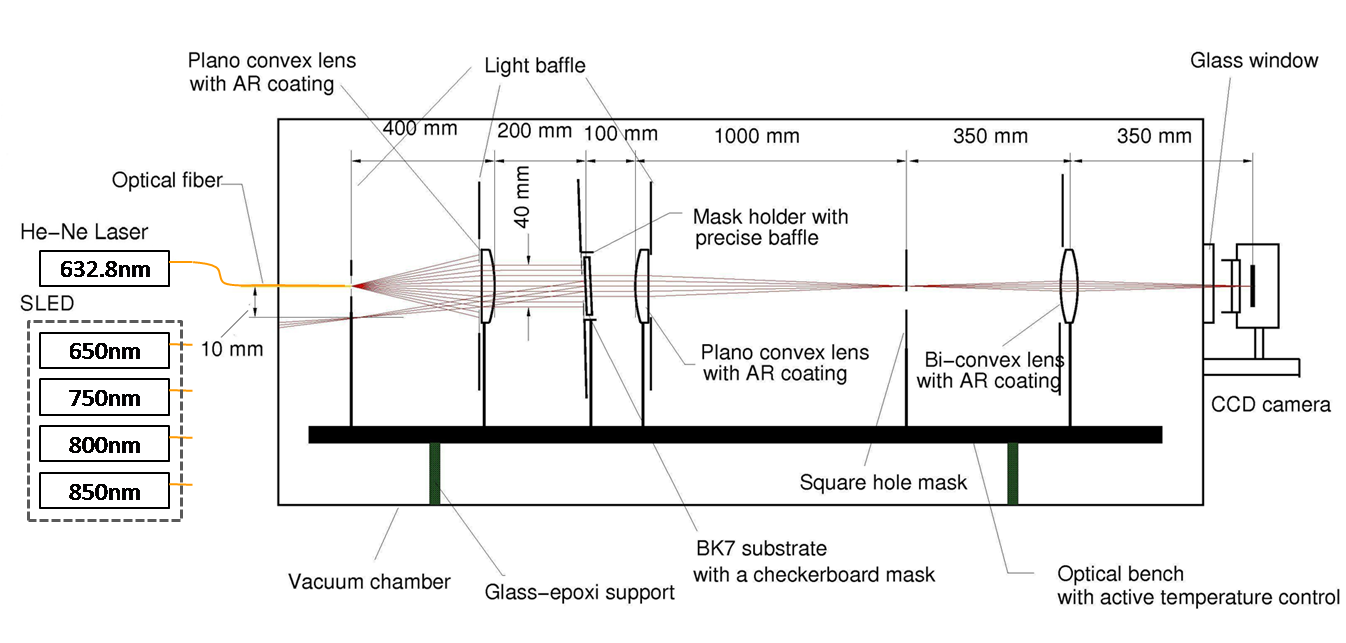 Plano convex lens
with AR coating
Light baffle
Glass window
400 mm
200 mm
100 mm
1000 mm
350 mm
350 mm
Optical fiber
40 mm
He-Ne Laser
632.8nm
Mask holder with
precise baffle
SLED
650nm
750nm
800nm
850nm
10 mm
Plano convex lens
with AR coating
Bi-convex lens
with AR coating
CCD camera
Square hole mask
BK7 substrate
with a checkerboard mask
Vacuum chamber
Glass-epoxi support
Optical bench
with active temperature control